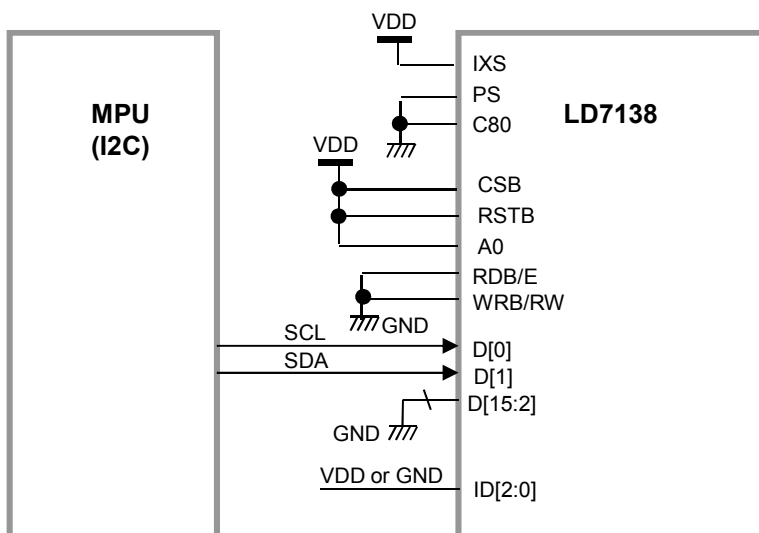 VDD
IXS
PS
MPU
(I2C)
LD7138
C80
VDD
CSB
RSTB
A0
RDB/E
WRB/RW
GND
SCL
D[0]
SDA
D[1]
D[15:2]
GND
VDD or GND
ID[2:0]